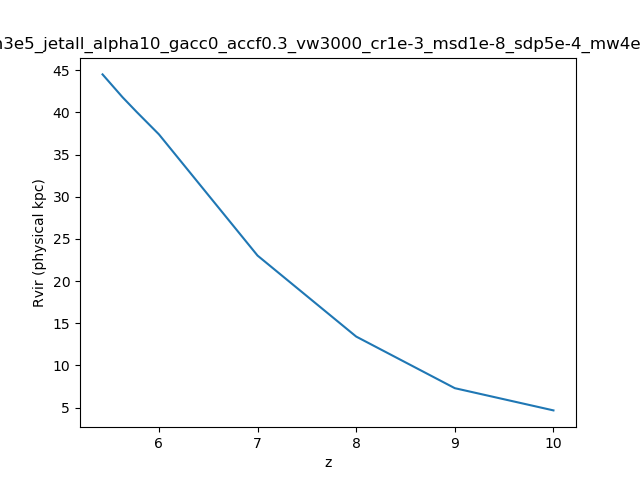 n3e5_jetall_alpha10_gacc0_accf0.3_vw3000_cr1e-3_msd1e-8_sdp5e-4_mw4e
45
40
35
30
25
20
15
10
5
Rvir (physical kpc)
6 7 8 9 10
z